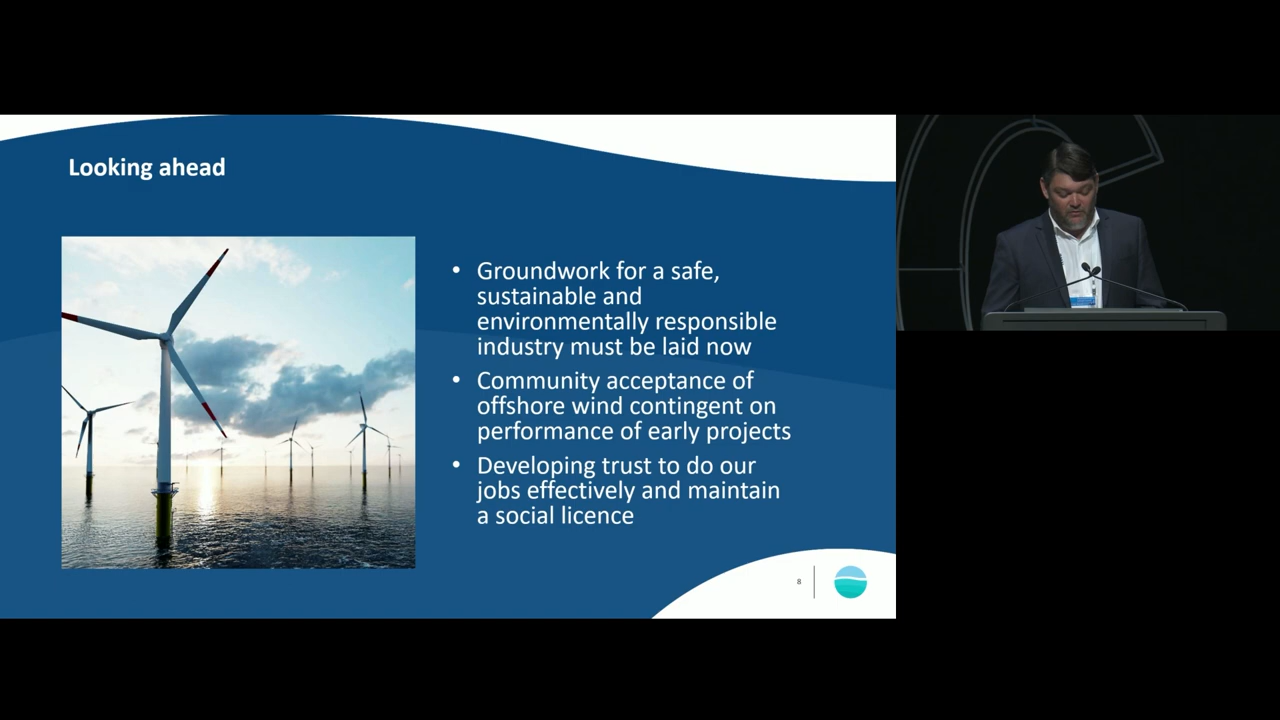 Looking ahead
• Groundwork for a safe,
sustainable and
environmentally responsible
industry must be laid now
• Community acceptance of
offshore wind contingent on
performance of early projects
• Developing trust to do our
jobs effectively and maintain
a social licence
8